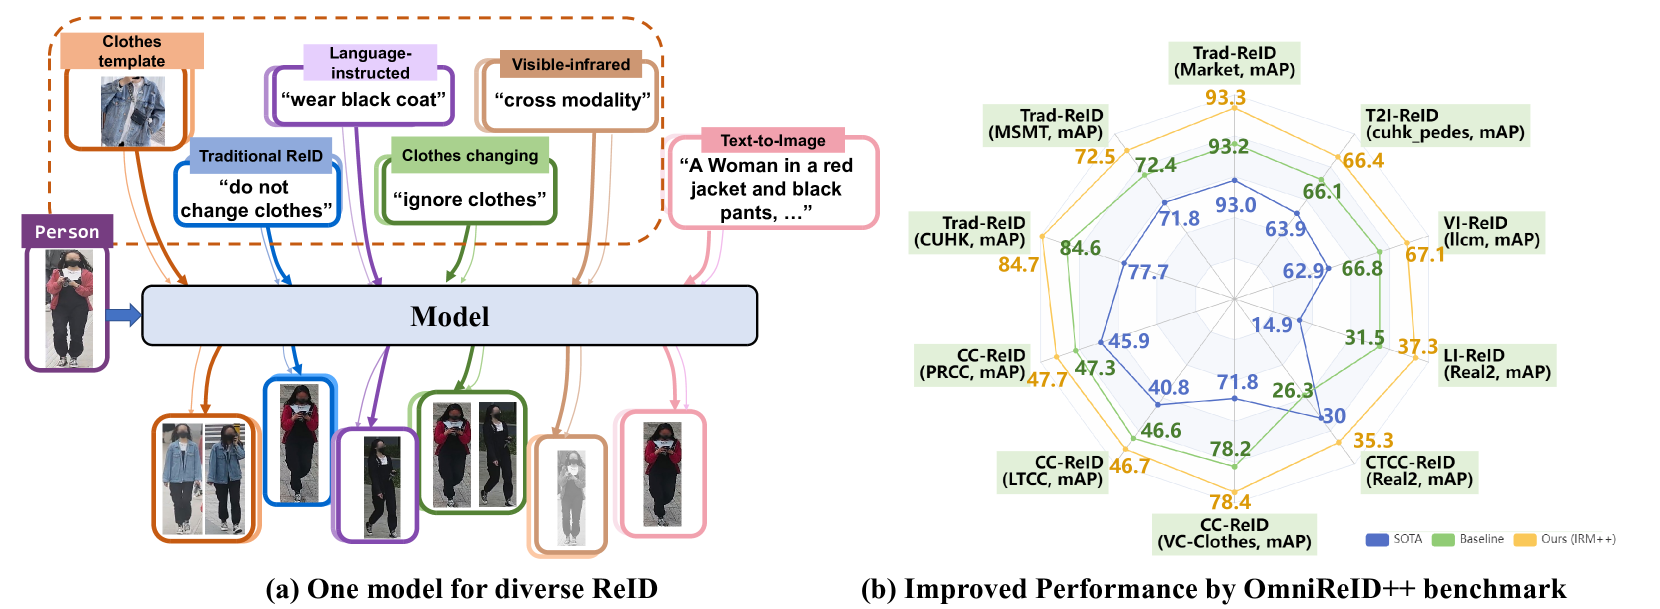 Clothes
template
Language-
instructed
"wear black coat"
Visible-infrared
"cross modality"
Traditional ReID
"do not
change clothes"
Clothes changing
"ignore clothes"
Text-to-Image
"A Woman in a red
jacket and black
pants, ..."
Person
Model
(a) One model for diverse ReID
Trad-ReID
(Market, mAP)
93.3
93.2
93.0
T2I-ReID
(cuhk_pedes, mAP)
66.4
66.1
63.9
VI-ReID
(llcm, mAP)
67.1
66.8
62.9
LI-ReID
(Real2, mAP)
37.3
31.5
14.9
CTCC-ReID
(Real2, mAP)
35.3
30
26.3
CC-ReID
(VC-Clothes, mAP)
78.4
78.2
71.8
CC-ReID
(LTCC, mAP)
46.7
46.6
40.8
CC-ReID
(PRCC, mAP)
47.7
47.3
45.9
Trad-ReID
(CUHK, mAP)
84.7
84.6
77.7
Trad-ReID
(MSMT, mAP)
72.5
72.4
71.8
SOTA
Baseline
Ours (IRM++)
(b) Improved Performance by OmniReID++ benchmark